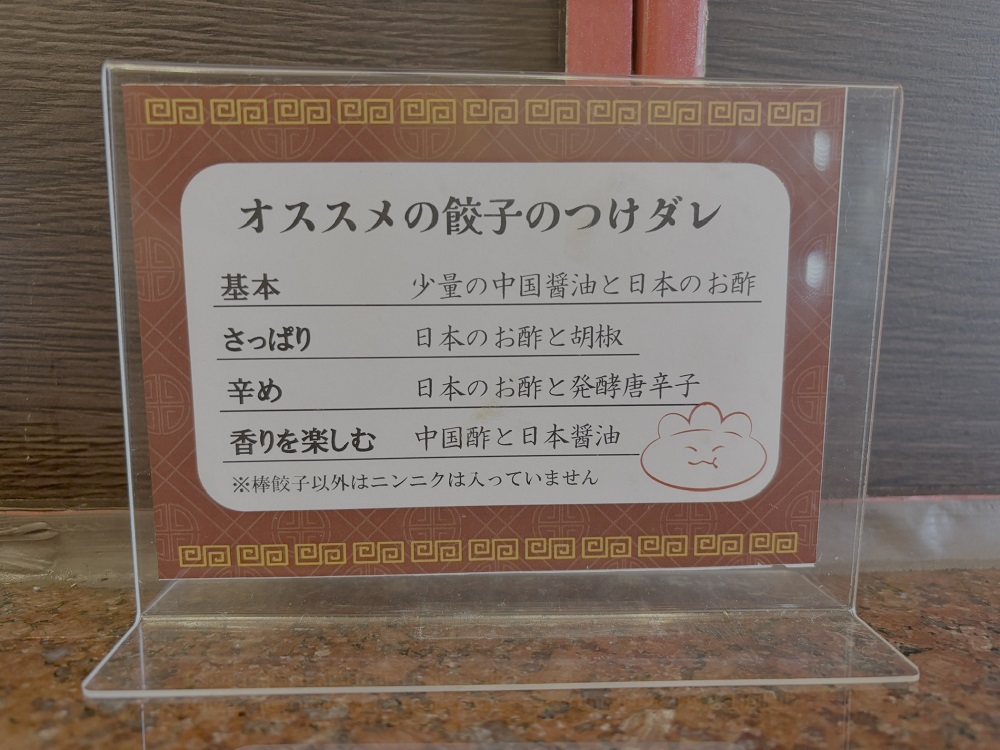 オススメの餃子のつけダレ
基本 少量の中国醤油と日本のお酢
さっぱり 日本のお酢と胡椒
辛め 日本のお酢と発酵唐辛子
香りを楽しむ 中国酢と日本醤油
※棒餃子以外はニンニクは入っていません